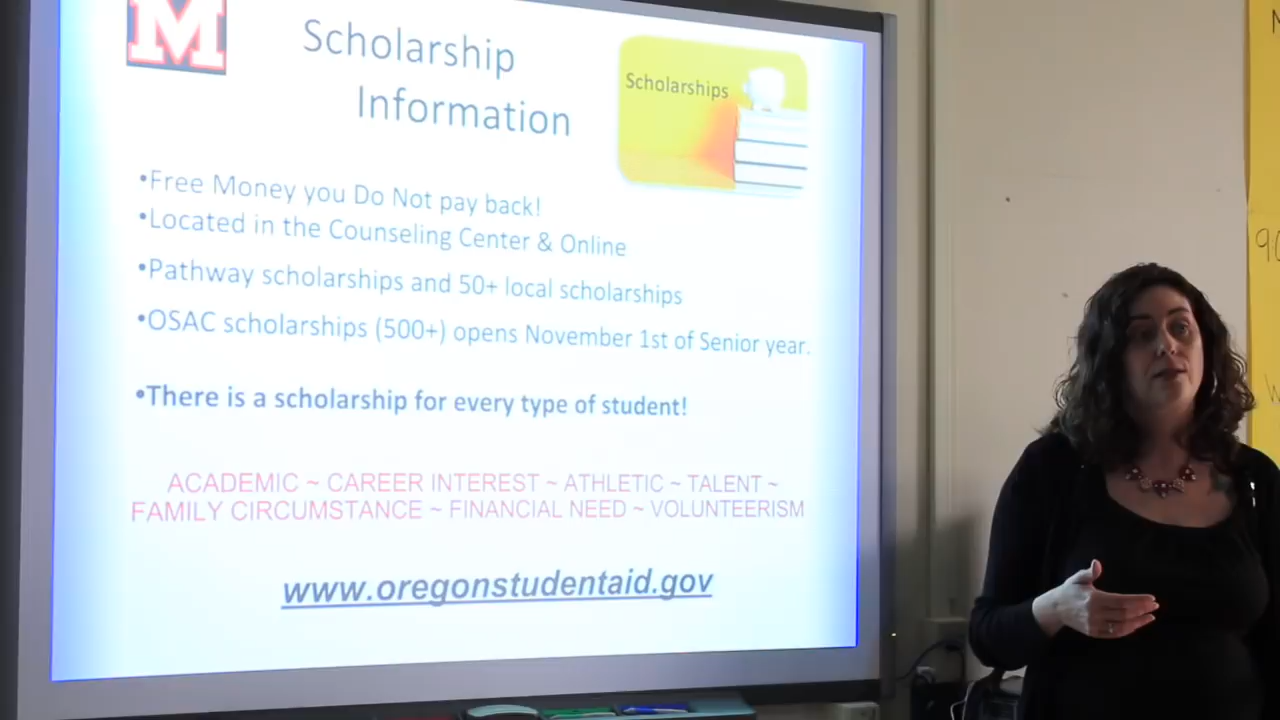 M
Scholarship
Information
Scholarships
•Free Money you Do Not pay back!
•Located in the Counseling Center & Online
•Pathway scholarships and 50+ local scholarships
•OSAC scholarships (500+) opens November 1st of Senior year.
•There is a scholarship for every type of student!
ACADEMIC ~ CAREER INTEREST ~ ATHLETIC ~ TALENT ~
FAMILY CIRCUMSTANCE ~ FINANCIAL NEED ~ VOLUNTEERISM
www.oregonstudentaid.gov